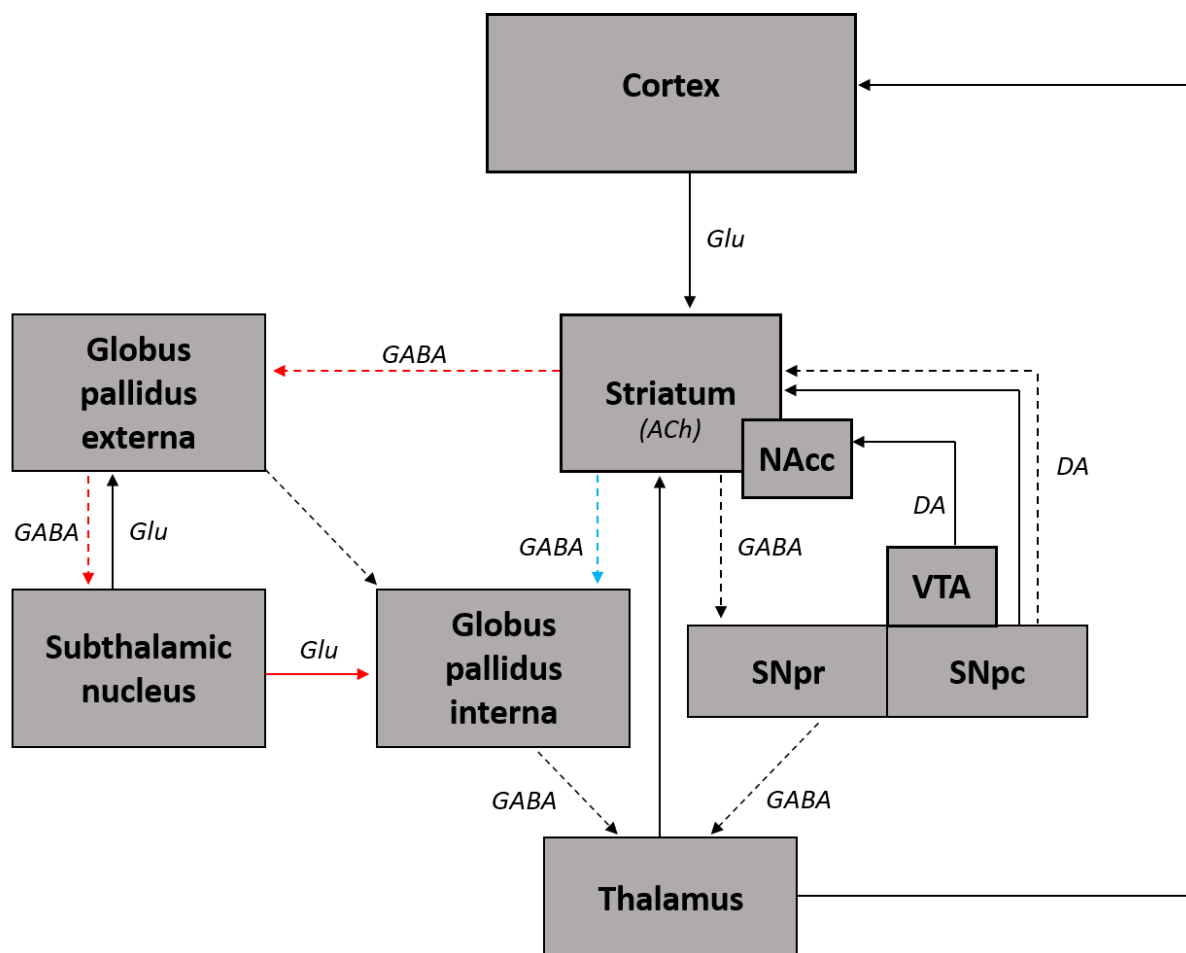 Cortex
Glu
Globus
pallidus
externa
GABA
Striatum
(ACh)
NAcc
DA
DA
GABA
Glu
GABA
GABA
VTA
Subthalamic
nucleus
Glu
Globus
pallidus
interna
SNpr
SNpc
GABA
GABA
Thalamus